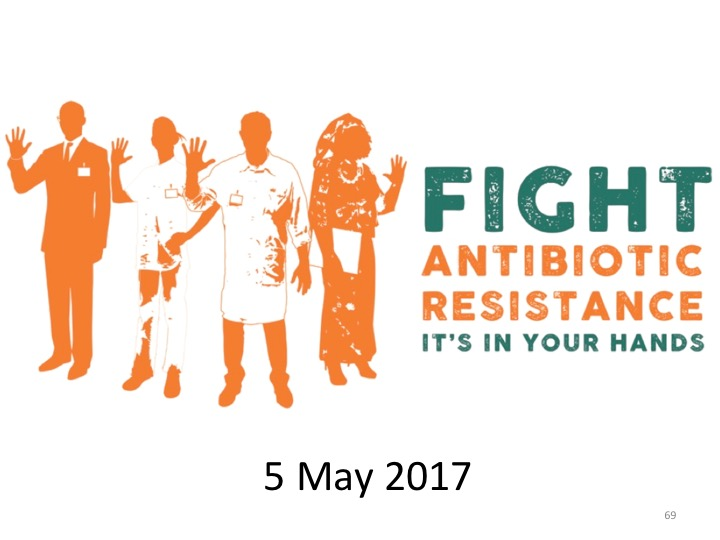 FIGHT
ANTIBIOTIC
RESISTANCE
IT'S IN YOUR HANDS
5 May 2017
69